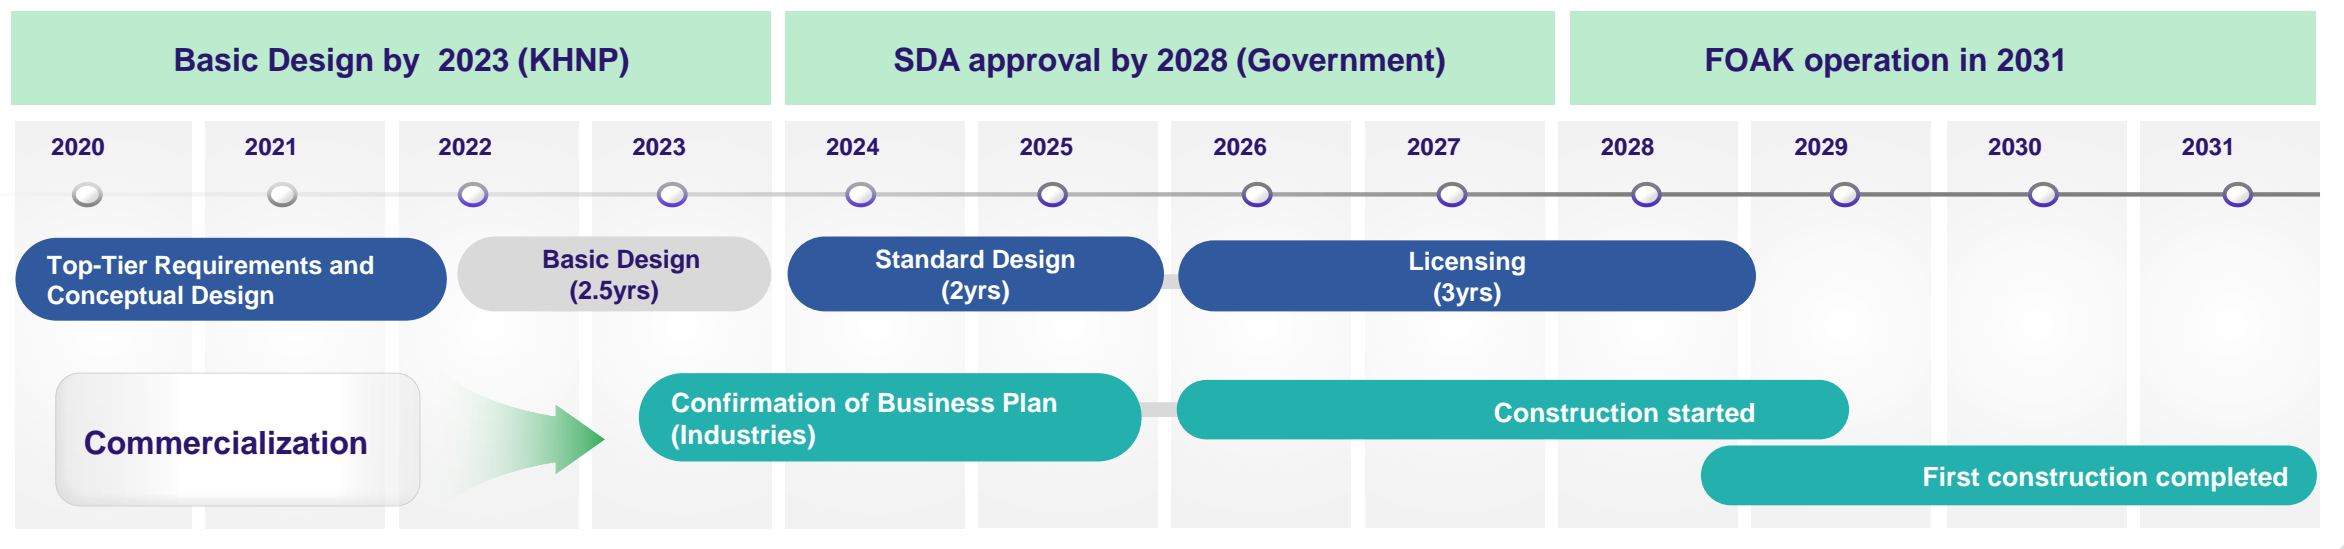 Basic Design by  2023 (KHNP)
SDA approval by 2028 (Government)
FOAK operation in 2031
2020
2021
2022
2023
2024
2025
2026
2027
2028
2029
2030
2031
Top-Tier Requirements and
Conceptual Design
Basic Design
(2.5yrs)
Standard Design
(2yrs)
Licensing
(3yrs)
Commercialization
Confirmation of Business Plan
(Industries)
Construction started
First construction completed